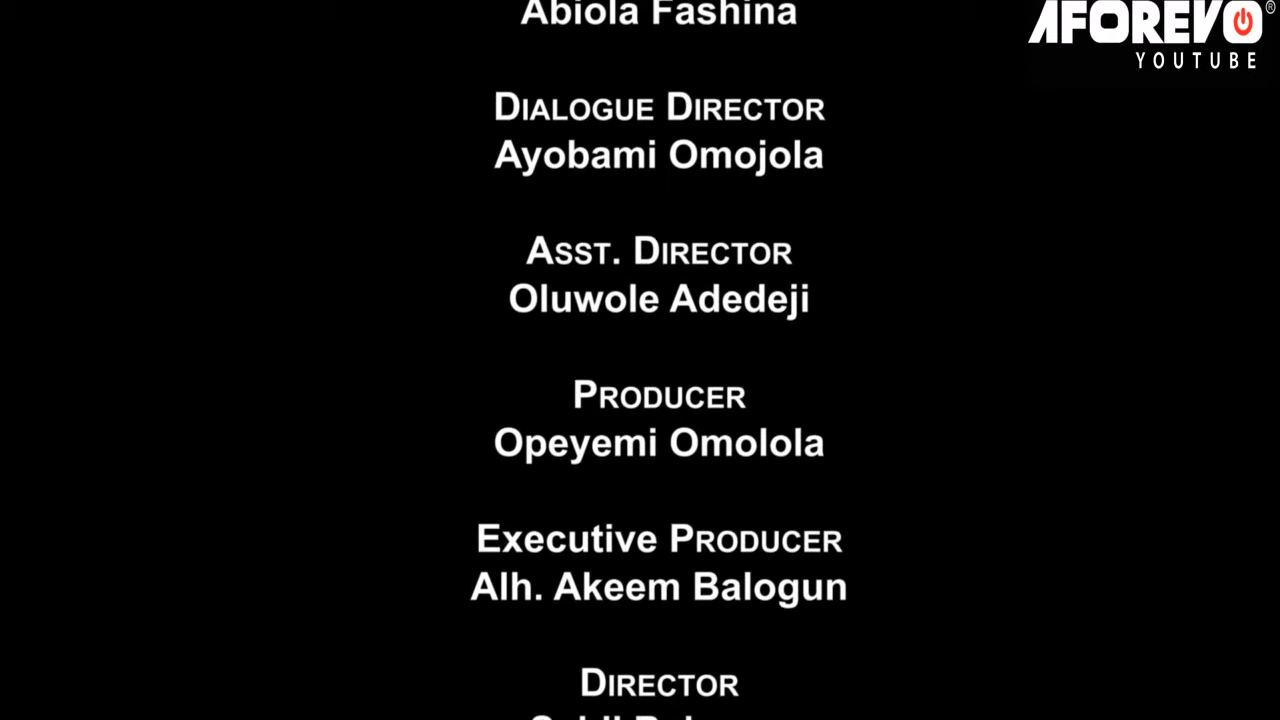 Abiola Fashina
AFOREVO®
YOUTUBE
DIALOGUE DIRECTOR
Ayobami Omojola
ASST. DIRECTOR
Oluwole Adedeji
PRODUCER
Opeyemi Omolola
Executive PRODUCER
Alh. Akeem Balogun
DIRECTOR